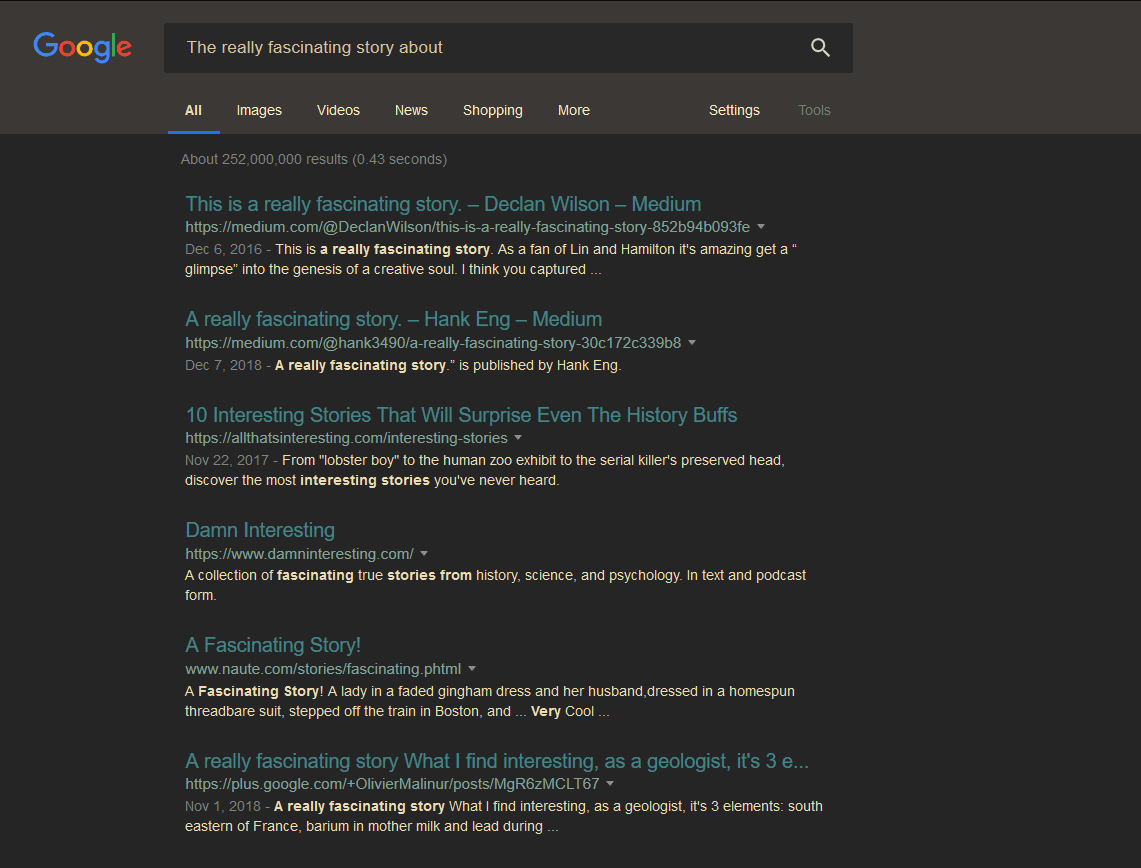 Google
The really fascinating story about
All Images Videos News Shopping More Settings Tools
About 252,000,000 results (0.43 seconds)
This is a really fascinating story. – Declan Wilson – Medium
https://medium.com/@DeclanWilson/this-is-a-really-fascinating-story-852b94b093fe
Dec 6, 2016 - This is a really fascinating story. As a fan of Lin and Hamilton it's amazing get a “
glimpse” into the genesis of a creative soul. I think you captured ...
A really fascinating story. – Hank Eng – Medium
https://medium.com/@hank3490/a-really-fascinating-story-30c172c339b8
Dec 7, 2018 - A really fascinating story.” is published by Hank Eng.
10 Interesting Stories That Will Surprise Even The History Buffs
https://allthatsinteresting.com/interesting-stories
Nov 22, 2017 - From "lobster boy" to the human zoo exhibit to the serial killer's preserved head,
discover the most interesting stories you've never heard.
Damn Interesting
https://www.damninteresting.com/
A collection of fascinating true stories from history, science, and psychology. In text and podcast
form.
A Fascinating Story!
www.naute.com/stories/fascinating.phtml
A Fascinating Story! A lady in a faded gingham dress and her husband,dressed in a homespun
threadbare suit, stepped off the train in Boston, and ... Very Cool ...
A really fascinating story What I find interesting, as a geologist, it's 3 e...
https://plus.google.com/+OlivierMalinur/posts/MgR6zMCLT67
Nov 1, 2018 - A really fascinating story What I find interesting, as a geologist, it's 3 elements: south
eastern of France, barium in mother milk and lead during ...